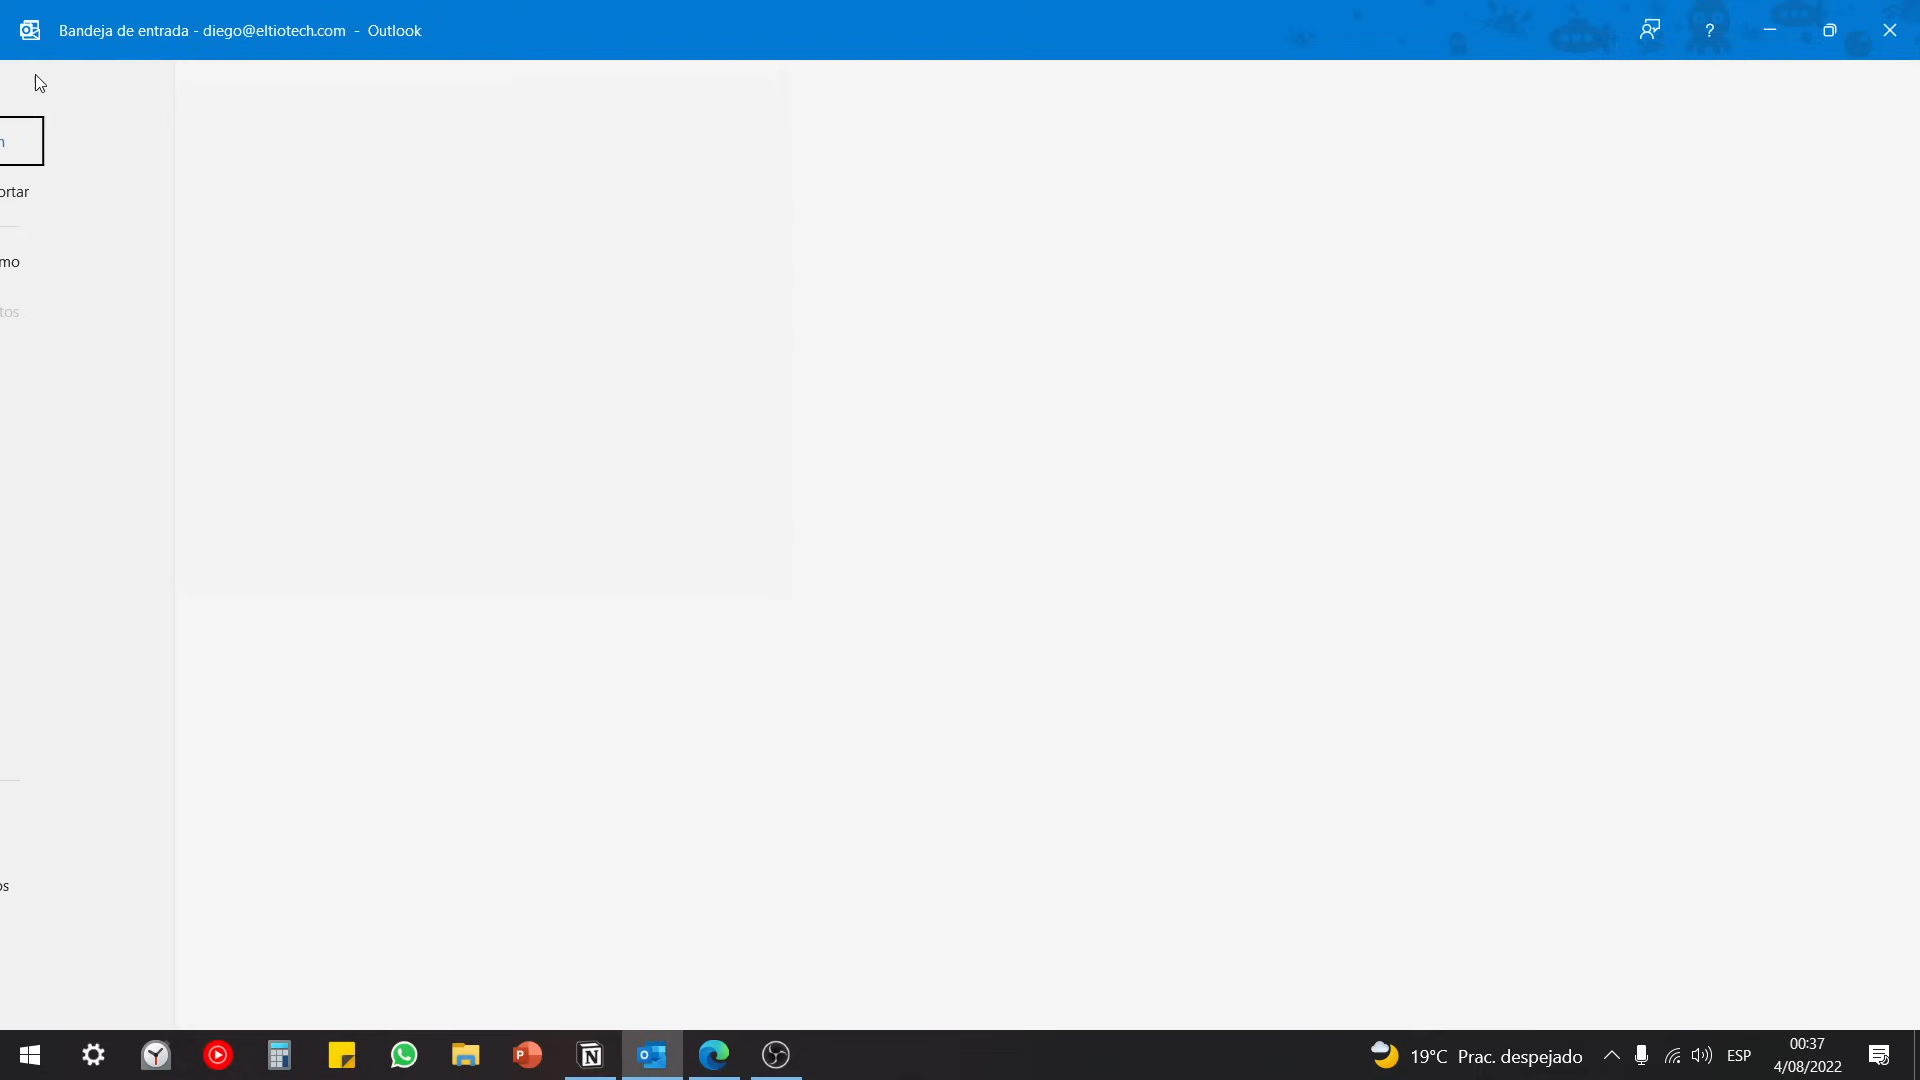 Bandeja de entrada - diego@eltiotech.com - Outlook
?
n
ortar
mo
tos
os
19°C Prac. despejado
ESP
00:37
4/08/2022